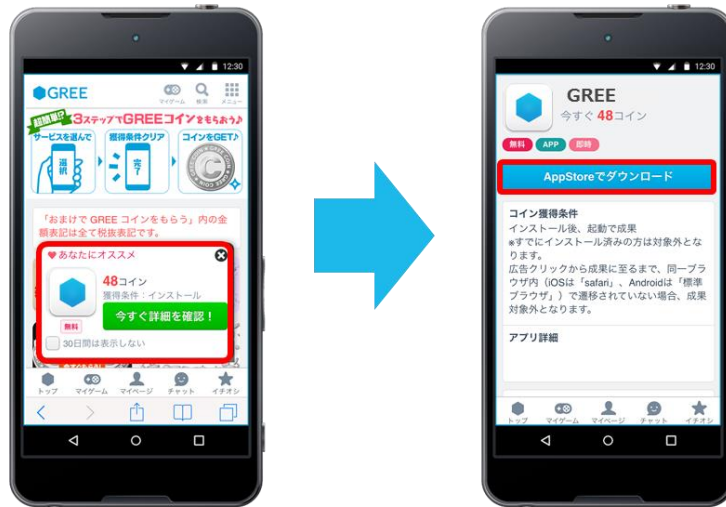 12:30
GREE
マイゲーム 検索 メニュー
超簡単!? 3ステップでGREEコインをもらおう♪
サービスを選んで 獲得条件クリア コインをGET♪
選択 完了
「おまけで GREE コインをもらう」内の金
額表記は全て税抜表記です。
♥あなたにオススメ
48コイン
獲得条件：インストール
無料
今すぐ詳細を確認！
30日間は表示しない
トップ マイゲーム マイページ チャット イチオシ
12:30
GREE
今すぐ 48コイン
無料 APP 即時
AppStoreでダウンロード
コイン獲得条件
インストール後、起動で成果
※すでにインストール済みの方は対象外とな
ります。
広告クリックから成果に至るまで、同一ブラ
ウザ内（iOSは「safari」、Androidは「標準
ブラウザ」）で遷移されていない場合、成果
対象外となります。
アプリ詳細
トップ マイゲーム マイページ チャット イチオシ